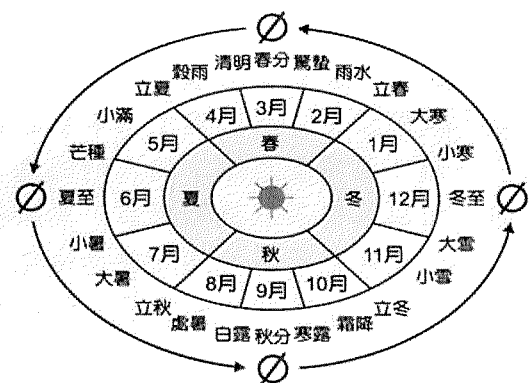 穀雨 清明 春分 驚蟄 雨水
立夏 立春
小滿 大寒
芒種 小寒
夏至 冬至
小暑 大雪
大暑 小雪
立秋 立冬
處暑 白露 秋分 寒露 霜降
4月 3月 2月
5月 1月
6月 12月
7月 11月
8月 9月 10月
春
夏 冬
秋